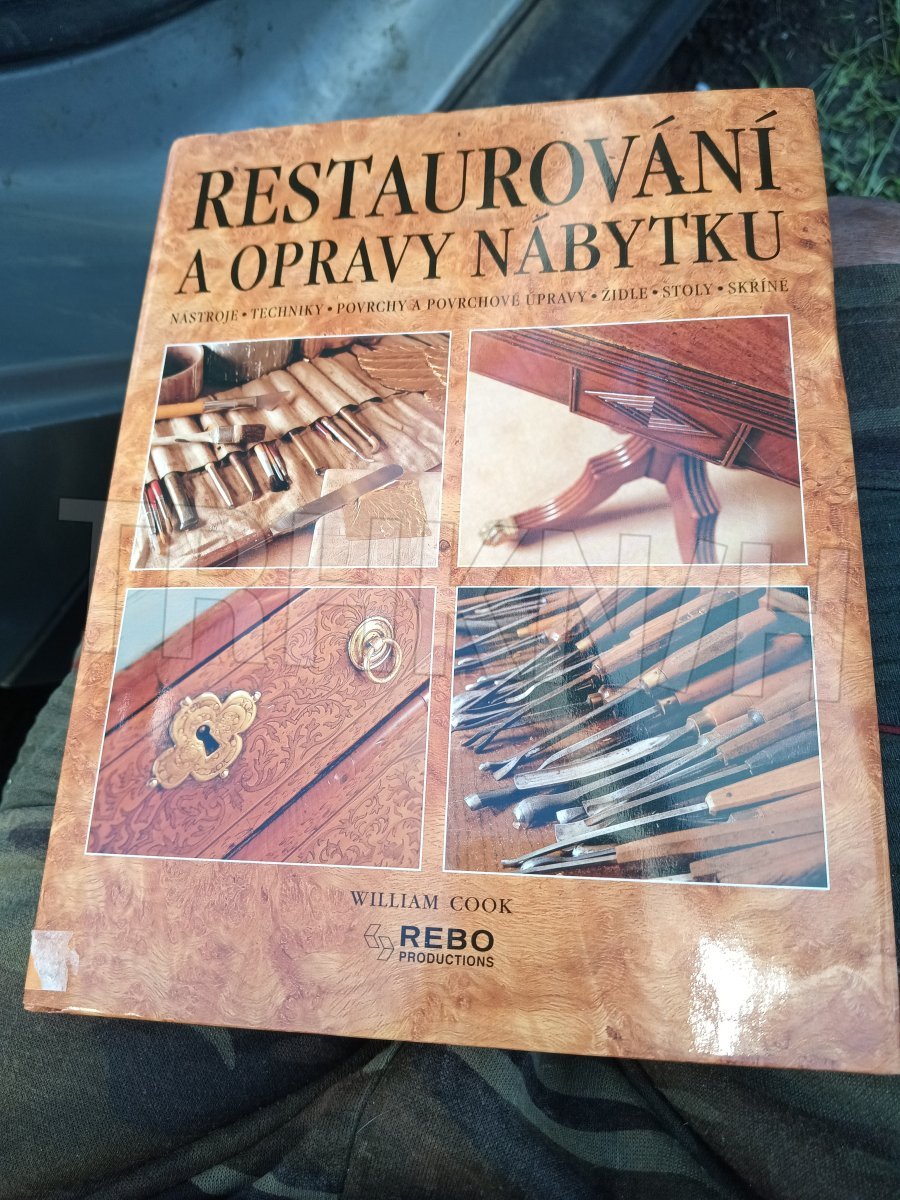 RESTAUROVÁNÍ
A OPRAVY NÁBYTKU
NÁSTROJE • TECHNIKY • POVRCHY A POVRCHOVÉ ÚPRAVY • ŽIDLE • STOLY • SKŘÍNĚ
WILLIAM COOK
REBO
PRODUCTIONS